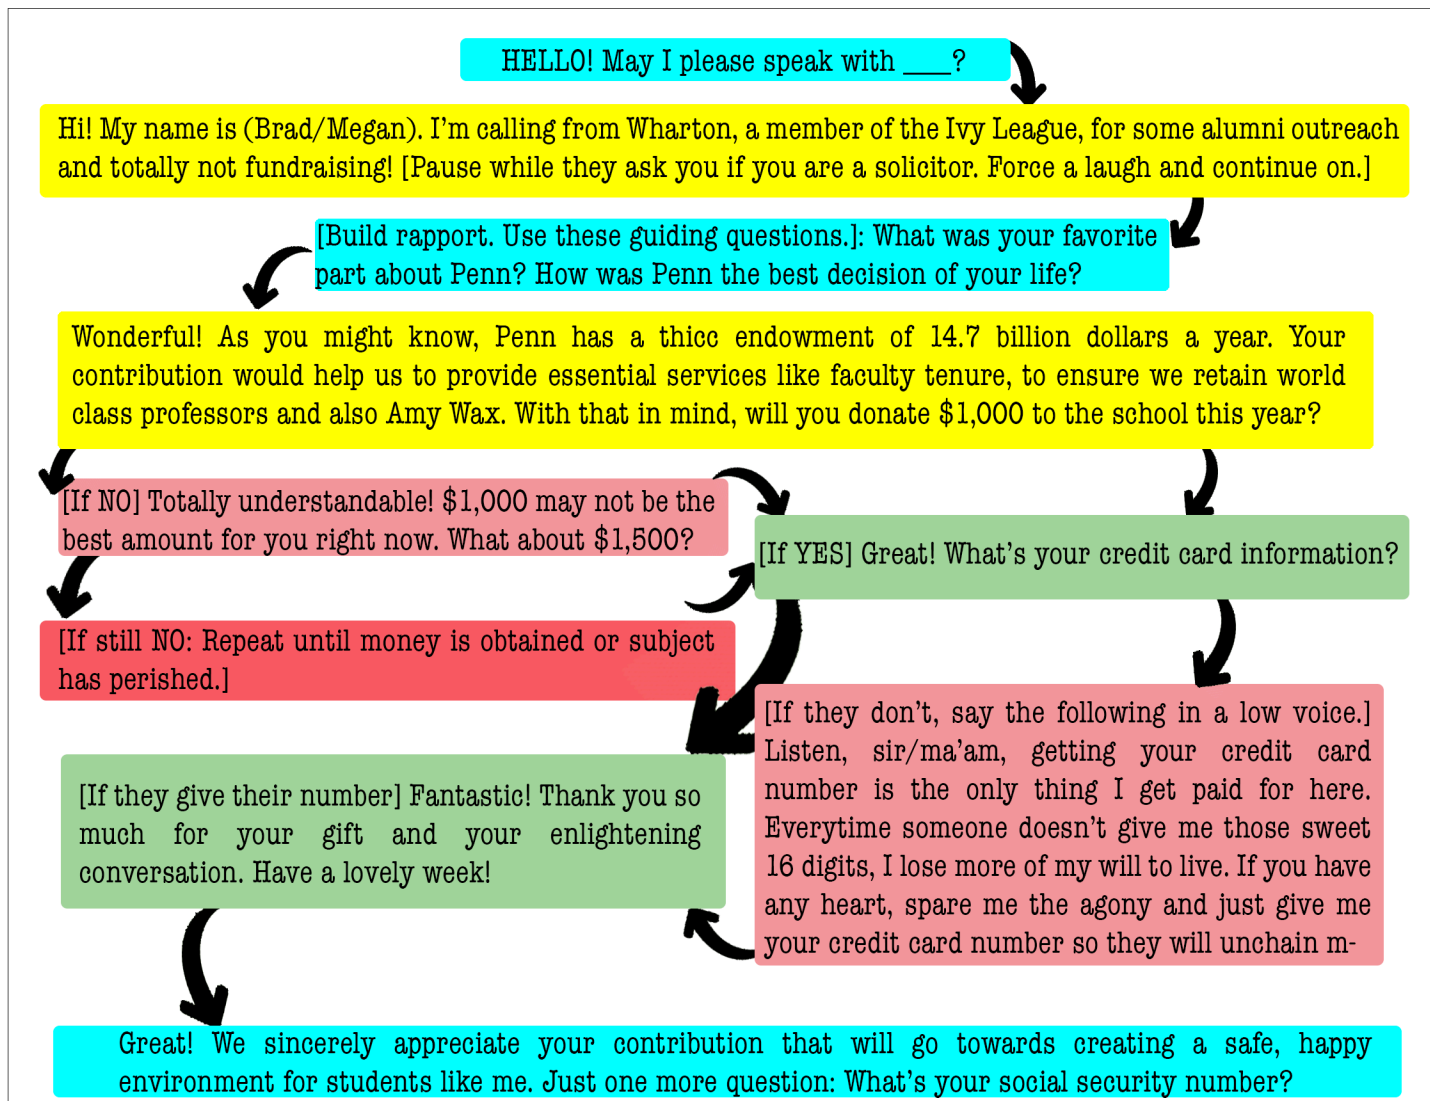 HELLO! May I please speak with ____?
Hi! My name is (Brad/Megan). I'm calling from Wharton, a member of the Ivy League, for some alumni outreach
and totally not fundraising! [Pause while they ask you if you are a solicitor. Force a laugh and continue on.]
[Build rapport. Use these guiding questions.]: What was your favorite
part about Penn? How was Penn the best decision of your life?
Wonderful! As you might know, Penn has a thicc endowment of 14.7 billion dollars a year. Your
contribution would help us to provide essential services like faculty tenure, to ensure we retain world
class professors and also Amy Wax. With that in mind, will you donate $1,000 to the school this year?
[If NO] Totally understandable! $1,000 may not be the
best amount for you right now. What about $1,500?
[If YES] Great! What's your credit card information?
[If still NO: Repeat until money is obtained or subject
has perished.]
[If they don't, say the following in a low voice.]
Listen, sir/ma'am, getting your credit card
number is the only thing I get paid for here.
Everytime someone doesn't give me those sweet
16 digits, I lose more of my will to live. If you have
any heart, spare me the agony and just give me
your credit card number so they will unchain m-
[If they give their number] Fantastic! Thank you so
much for your gift and your enlightening
conversation. Have a lovely week!
Great! We sincerely appreciate your contribution that will go towards creating a safe, happy
environment for students like me. Just one more question: What's your social security number?